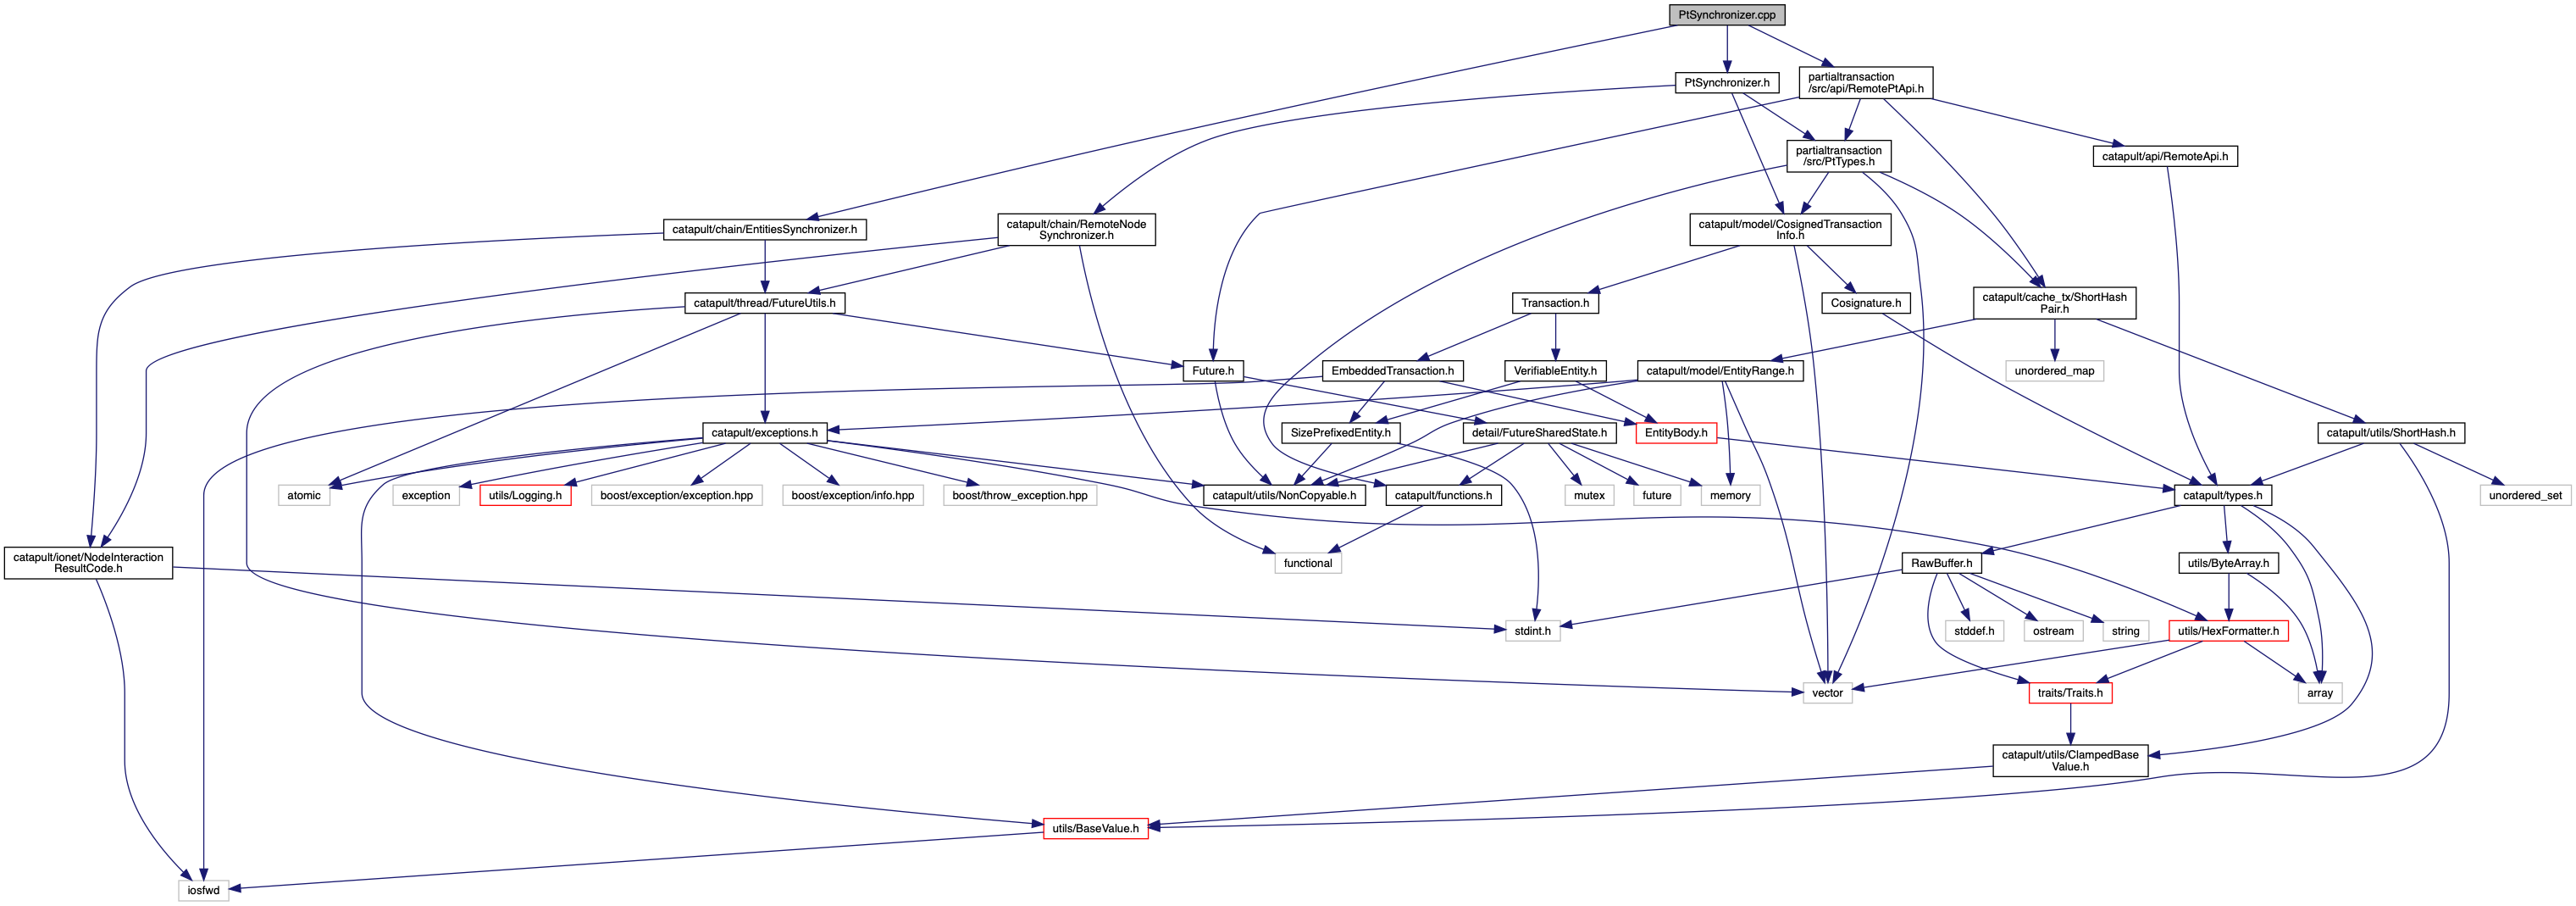 PtSynchronizer.cpp
PtSynchronizer.h
partialtransaction
/src/api/RemotePtApi.h
partialtransaction
/src/PtTypes.h
catapult/api/RemoteApi.h
catapult/chain/EntitiesSynchronizer.h
catapult/chain/RemoteNode
Synchronizer.h
catapult/model/CosignedTransaction
Info.h
catapult/thread/FutureUtils.h
Transaction.h
Cosignature.h
catapult/cache_tx/ShortHash
Pair.h
Future.h
EmbeddedTransaction.h
VerifiableEntity.h
catapult/model/EntityRange.h
unordered_map
catapult/exceptions.h
SizePrefixedEntity.h
detail/FutureSharedState.h
EntityBody.h
catapult/utils/ShortHash.h
atomic
exception
utils/Logging.h
boost/exception/exception.hpp
boost/exception/info.hpp
boost/throw_exception.hpp
catapult/utils/NonCopyable.h
catapult/functions.h
mutex
future
memory
catapult/types.h
unordered_set
catapult/ionet/NodeInteraction
ResultCode.h
functional
RawBuffer.h
utils/ByteArray.h
stdint.h
stddef.h
ostream
string
utils/HexFormatter.h
vector
traits/Traits.h
array
catapult/utils/ClampedBase
Value.h
utils/BaseValue.h
iosfwd